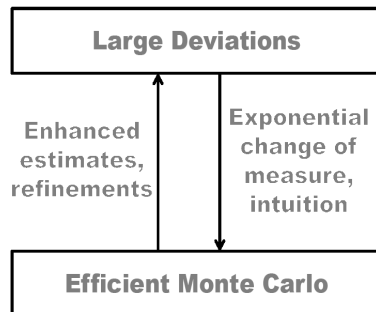 Large Deviations
Enhanced
estimates,
refinements
Exponential
change of
measure,
intuition
Efficient Monte Carlo